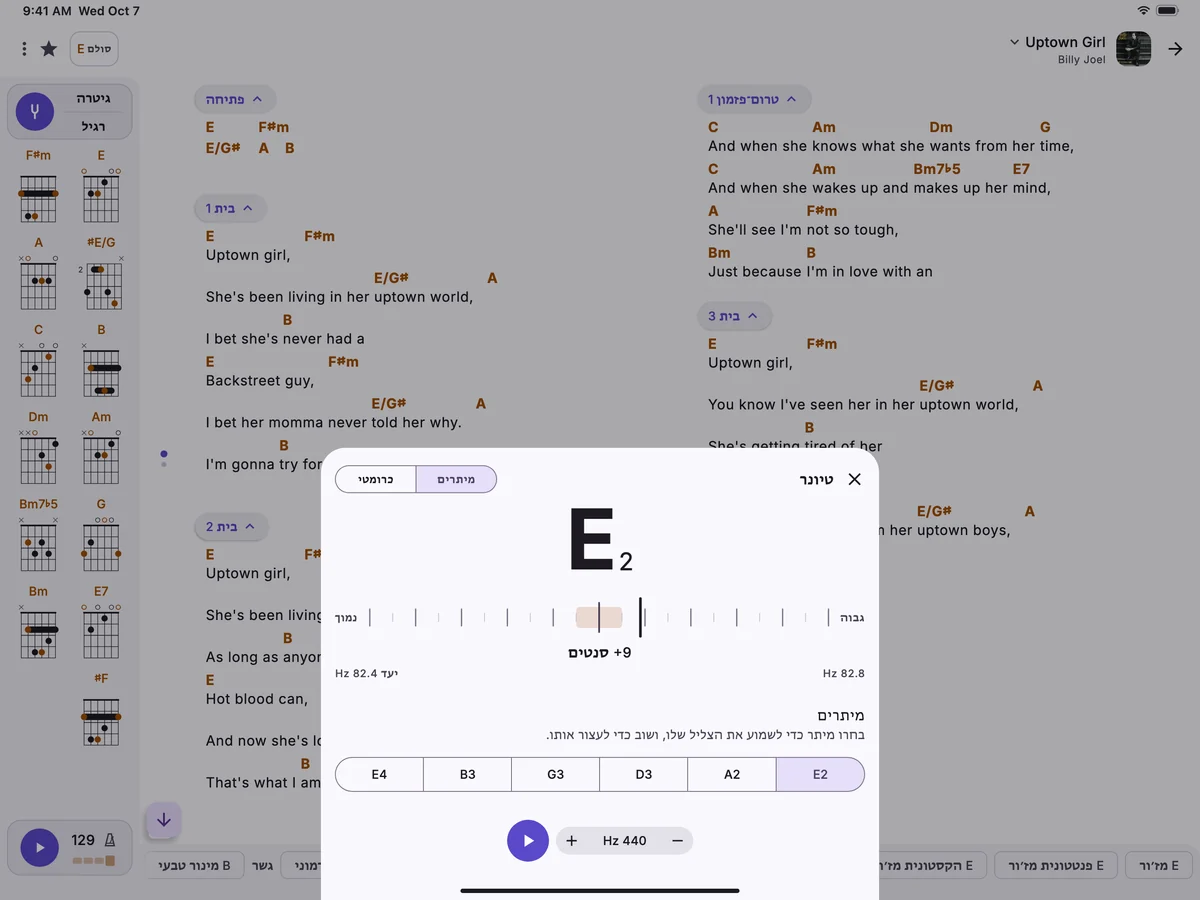 9:41 AM Wed Oct 7
סולם E
Uptown Girl
Billy Joel
גיטרה
רגיל
F#m E
A #E/G
2
C B
Dm Am
Bm7♭5 G
Bm E7
#F
129
פתיחה
E F#m
E/G# A B
בית 1
E F#m
Uptown girl,
E/G# A
She's been living in her uptown world,
B
I bet she's never had a
E F#m
Backstreet guy,
E/G# A
I bet her momma never told her why.
B
I'm gonna try for
בית 2
E F#
Uptown girl,
She's been living
B
As long as anyon
E
Hot blood can,
And now she's lo
B
That's what I am
טרום־פזמון 1
C Am Dm G
And when she knows what she wants from her time,
C Am Bm7♭5 E7
And when she wakes up and makes up her mind,
A F#m
She'll see I'm not so tough,
Bm B
Just because I'm in love with an
בית 3
E F#m
Uptown girl,
E/G# A
You know I've seen her in her uptown world,
B
She's getting tired of her
E/G# A
her uptown boys,
טיונר
מיתרים
כרומטי
E2
נמוך
גבוה
+9 סנטים
יעד 82.4 Hz
82.8 Hz
מיתרים
בחרו מיתר כדי לשמוע את הצליל שלו, ושוב כדי לעצור אותו.
E4 B3 G3 D3 A2 E2
+ 440 Hz −
E מז׳ור
E פנטטונית מז׳ור
E הקסטונית מז׳ו
רמוני
גשר
B מינור טבעי